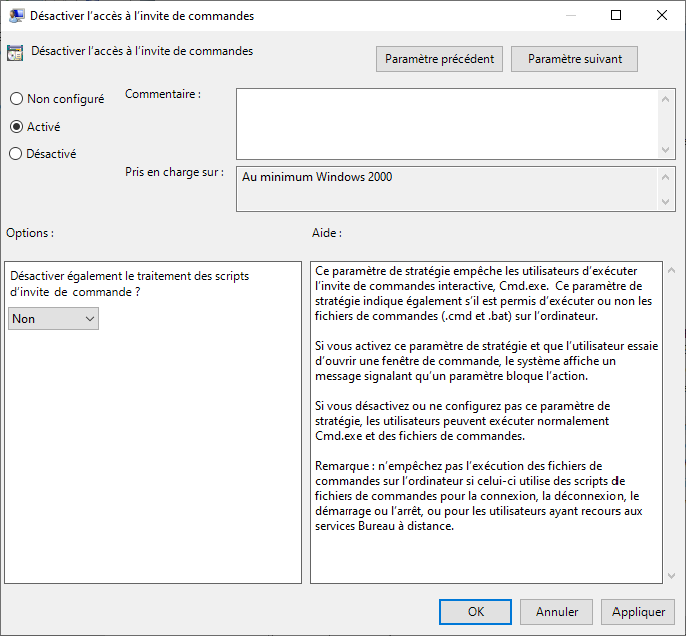 Désactiver l'accès à l'invite de commandes
Désactiver l'accès à l'invite de commandes
Paramètre précédent
Paramètre suivant
Non configuré
Commentaire :
Activé
Désactivé
Pris en charge sur :
Au minimum Windows 2000
Options :
Aide :
Désactiver également le traitement des scripts
d'invite de commande ?
Non
Ce paramètre de stratégie empêche les utilisateurs d'exécuter
l'invite de commandes interactive, Cmd.exe.  Ce paramètre de
stratégie indique également s'il est permis d'exécuter ou non les
fichiers de commandes (.cmd et .bat) sur l'ordinateur.
Si vous activez ce paramètre de stratégie et que l'utilisateur essaie
d'ouvrir une fenêtre de commande, le système affiche un
message signalant qu'un paramètre bloque l'action.
Si vous désactivez ou ne configurez pas ce paramètre de
stratégie, les utilisateurs peuvent exécuter normalement
Cmd.exe et des fichiers de commandes.
Remarque : n'empêchez pas l'exécution des fichiers de
commandes sur l'ordinateur si celui-ci utilise des scripts de
fichiers de commandes pour la connexion, la déconnexion, le
démarrage ou l'arrêt, ou pour les utilisateurs ayant recours aux
services Bureau à distance.
OK
Annuler
Appliquer